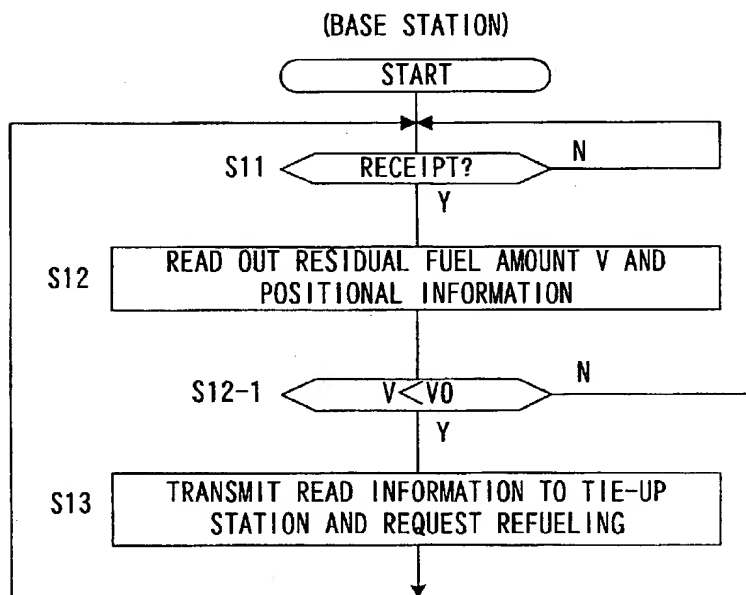 (BASE STATION)
START
S11
RECEIPT?
N
Y
S12
READ OUT RESIDUAL FUEL AMOUNT V AND
POSITIONAL INFORMATION
S12-1
V<V0
N
Y
S13
TRANSMIT READ INFORMATION TO TIE-UP
STATION AND REQUEST REFUELING